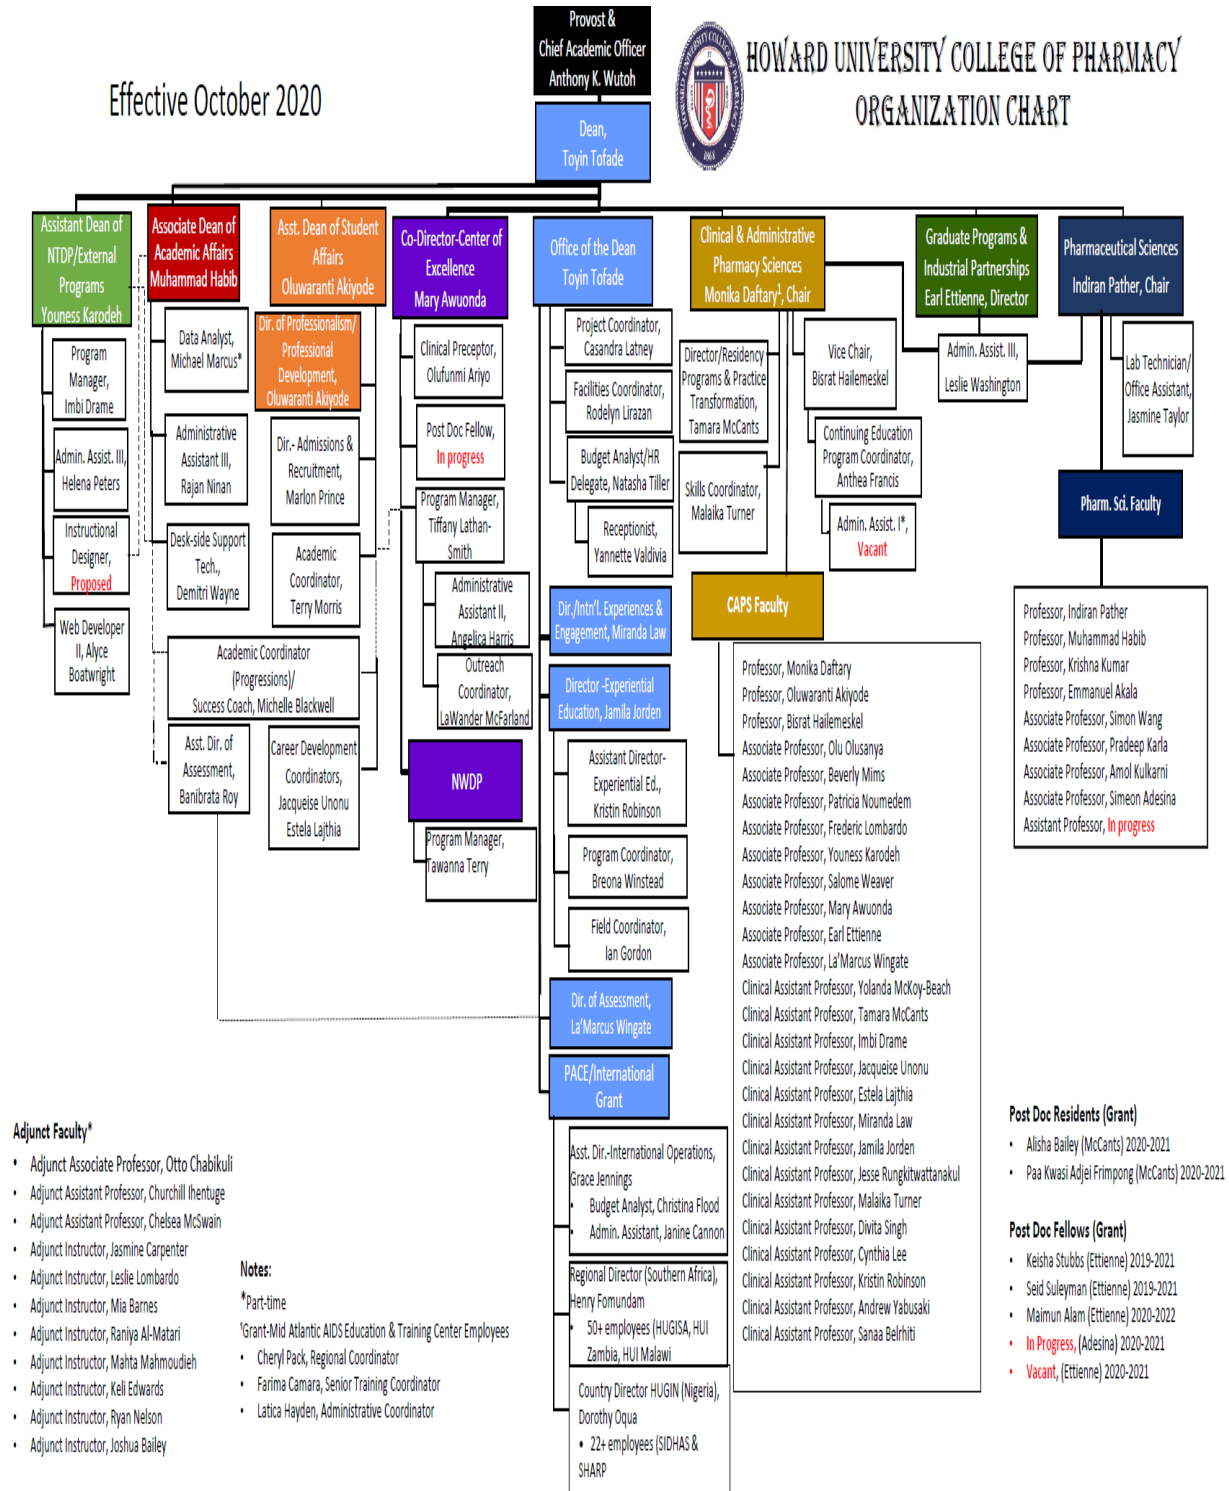 Provost &
Chief Academic Officer
Anthony K. Wutoh
HOWARD UNIVERSITY COLLEGE OF PHARMACY
ORGANIZATION CHART
HOWARD UNIVERSITY COLLEGE OF PHARMACY
1868
Effective October 2020
Dean,
Toyin Tofade
Assistant Dean of
NTDP/External
Programs
Youness Karodeh
Program
Manager,
Imbi Drame
Admin. Assist. III,
Helena Peters
Instructional
Designer,
Proposed
Web Developer
II, Alyce
Boatwright
Associate Dean of
Academic Affairs
Muhammad Habib
Data Analyst,
Michael Marcus*
Administrative
Assistant III,
Rajan Ninan
Desk-side Support
Tech.,
Demitri Wayne
Academic Coordinator
(Progressions)/
Success Coach, Michelle Blackwell
Asst. Dir. of
Assessment,
Banibrata Roy
Asst. Dean of Student
Affairs
Oluwaranti Akiyode
Dir. of Professionalism/
Professional
Development,
Oluwaranti Akiyode
Dir.- Admissions &
Recruitment,
Marlon Prince
Academic
Coordinator,
Terry Morris
Career Development
Coordinators,
Jacqueise Unonu
Estela Lajthia
Co-Director-Center of
Excellence
Mary Awuonda
Clinical Preceptor,
Olufunmi Ariyo
Post Doc Fellow,
In progress
Program Manager,
Tiffany Lathan-
Smith
Administrative
Assistant II,
Angelica Harris
Outreach
Coordinator,
LaWander McFarland
NWDP
Program Manager,
Tawanna Terry
Office of the Dean
Toyin Tofade
Project Coordinator,
Casandra Latney
Facilities Coordinator,
Rodelyn Lirazan
Budget Analyst/HR
Delegate, Natasha Tiller
Receptionist,
Yannette Valdivia
Dir./Intn'l. Experiences &
Engagement, Miranda Law
Director -Experiential
Education, Jamila Jorden
Assistant Director-
Experiential Ed.,
Kristin Robinson
Program Coordinator,
Breona Winstead
Field Coordinator,
Ian Gordon
Dir. of Assessment,
La'Marcus Wingate
PACE/International
Grant
Asst. Dir.-International Operations,
Grace Jennings
• Budget Analyst, Christina Flood
• Admin. Assistant, Janine Cannon
Regional Director (Southern Africa),
Henry Fomundam
• 50+ employees (HUGISA, HUI
Zambia, HUI Malawi
Country Director HUGIN (Nigeria),
Dorothy Oqua
• 22+ employees (SIDHAS &
SHARP
Clinical & Administrative
Pharmacy Sciences
Monika Daftary¹, Chair
Director/Residency
Programs & Practice
Transformation,
Tamara McCants
Skills Coordinator,
Malaika Turner
Vice Chair,
Bisrat Hailemeskel
Continuing Education
Program Coordinator,
Anthea Francis
Admin. Assist. I*,
Vacant
CAPS Faculty
Professor, Monika Daftary
Professor, Oluwaranti Akiyode
Professor, Bisrat Hailemeskel
Associate Professor, Olu Olusanya
Associate Professor, Beverly Mims
Associate Professor, Patricia Noumedem
Associate Professor, Frederic Lombardo
Associate Professor, Youness Karodeh
Associate Professor, Salome Weaver
Associate Professor, Mary Awuonda
Associate Professor, Earl Ettienne
Associate Professor, La'Marcus Wingate
Clinical Assistant Professor, Yolanda McKoy-Beach
Clinical Assistant Professor, Tamara McCants
Clinical Assistant Professor, Imbi Drame
Clinical Assistant Professor, Jacqueise Unonu
Clinical Assistant Professor, Estela Lajthia
Clinical Assistant Professor, Miranda Law
Clinical Assistant Professor, Jamila Jorden
Clinical Assistant Professor, Jesse Rungkitwattanakul
Clinical Assistant Professor, Malaika Turner
Clinical Assistant Professor, Divita Singh
Clinical Assistant Professor, Cynthia Lee
Clinical Assistant Professor, Kristin Robinson
Clinical Assistant Professor, Andrew Yabusaki
Clinical Assistant Professor, Sanaa Belrhiti
Graduate Programs &
Industrial Partnerships
Earl Ettienne, Director
Admin. Assist. III,
Leslie Washington
Pharmaceutical Sciences
Indiran Pather, Chair
Lab Technician/
Office Assistant,
Jasmine Taylor
Pharm. Sci. Faculty
Professor, Indiran Pather
Professor, Muhammad Habib
Professor, Krishna Kumar
Professor, Emmanuel Akala
Associate Professor, Simon Wang
Associate Professor, Pradeep Karla
Associate Professor, Amol Kulkarni
Associate Professor, Simeon Adesina
Assistant Professor, In progress
Adjunct Faculty*
• Adjunct Associate Professor, Otto Chabikuli
• Adjunct Assistant Professor, Churchill Ihentuge
• Adjunct Assistant Professor, Chelsea McSwain
• Adjunct Instructor, Jasmine Carpenter
• Adjunct Instructor, Leslie Lombardo
• Adjunct Instructor, Mia Barnes
• Adjunct Instructor, Raniya Al-Matari
• Adjunct Instructor, Mahta Mahmoudieh
• Adjunct Instructor, Keli Edwards
• Adjunct Instructor, Ryan Nelson
• Adjunct Instructor, Joshua Bailey
Notes:
*Part-time
¹Grant-Mid Atlantic AIDS Education & Training Center Employees
• Cheryl Pack, Regional Coordinator
• Farima Camara, Senior Training Coordinator
• Latica Hayden, Administrative Coordinator
Post Doc Residents (Grant)
• Alisha Bailey (McCants) 2020-2021
• Paa Kwasi Adjei Frimpong (McCants) 2020-2021
Post Doc Fellows (Grant)
• Keisha Stubbs (Ettienne) 2019-2021
• Seid Suleyman (Ettienne) 2019-2021
• Maimun Alam (Ettienne) 2020-2022
• In Progress, (Adesina) 2020-2021
• Vacant, (Ettienne) 2020-2021